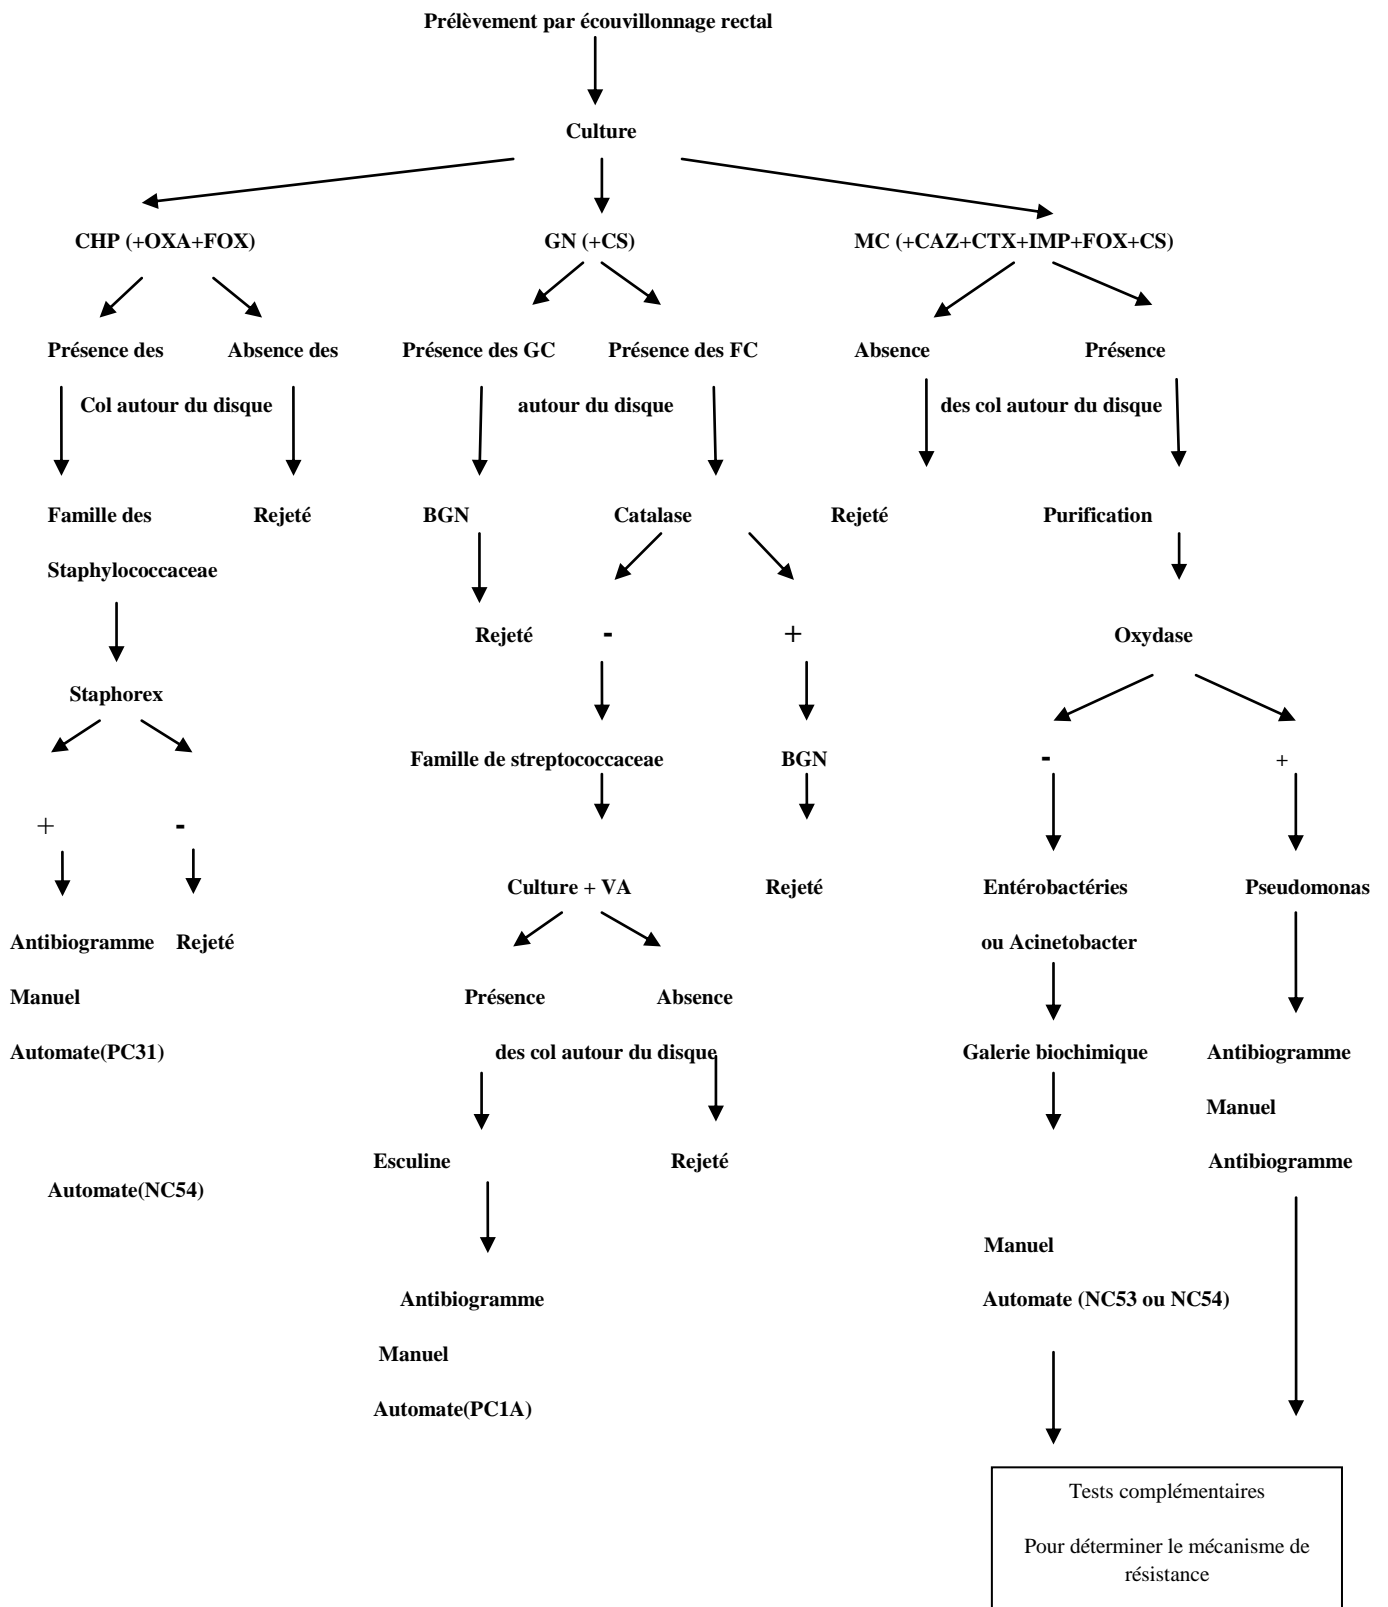 Prélèvement par écouvillonnage rectal
Culture
CHP (+OXA+FOX) GN (+CS) MC (+CAZ+CTX+IMP+FOX+CS)
Présence des Absence des Présence des GC Présence des FC Absence Présence
Col autour du disque autour du disque des col autour du disque
Famille des Rejeté BGN Catalase Rejeté Purification
Staphylococcaceae
Rejeté - + Oxydase
Staphorex
Famille de streptococcaceae BGN - +
+ -
Culture + VA Rejeté Entérobactéries Pseudomonas
Antibiogramme Rejeté ou Acinetobacter
Manuel Présence Absence
Automate(PC31) des col autour du disque Galerie biochimique Antibiogramme
Manuel
Esculine Rejeté Antibiogramme
Automate(NC54)
Manuel
Antibiogramme Automate (NC53 ou NC54)
Manuel
Automate(PC1A)
Tests complémentaires
Pour déterminer le mécanisme de
résistance